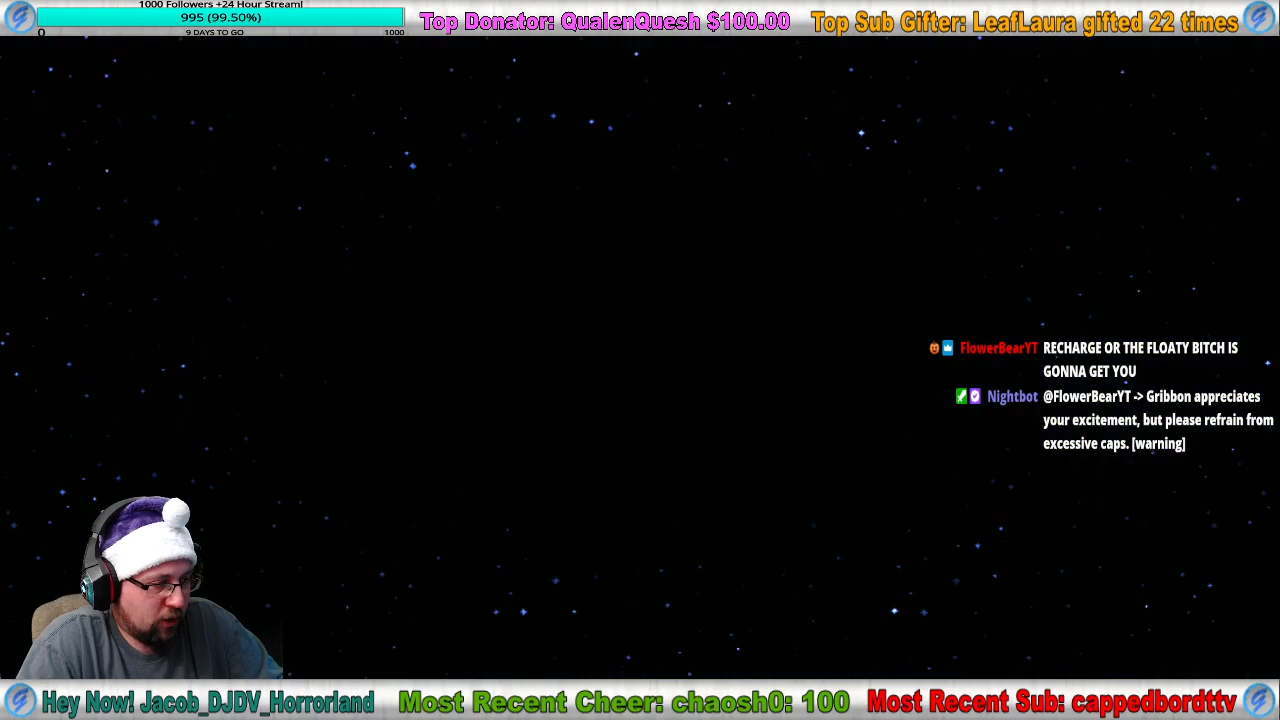 1000 Followers +24 Hour Stream!
995 (99.50%)
0 9 DAYS TO GO 1000
Top Donator: QualenQuesh $100.00
Top Sub Gifter: LeafLaura gifted 22 times
FlowerBearYT RECHARGE OR THE FLOATY BITCH IS
GONNA GET YOU
Nightbot @FlowerBearYT -> Gribbon appreciates
your excitement, but please refrain from
excessive caps. [warning]
Hey Now! Jacob_DJDV_Horrorland
Most Recent Cheer: chaosh0: 100
Most Recent Sub: cappedbordttv